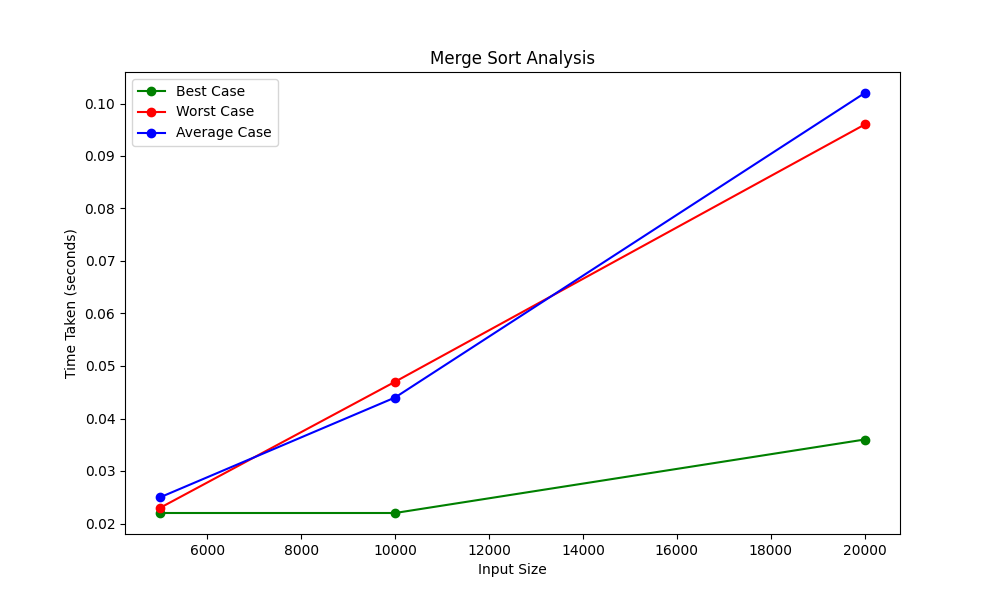 Merge Sort Analysis
Best Case
Worst Case
Average Case
0.10
0.09
0.08
0.07
0.06
0.05
0.04
0.03
0.02
Time Taken (seconds)
6000 8000 10000 12000 14000 16000 18000 20000
Input Size